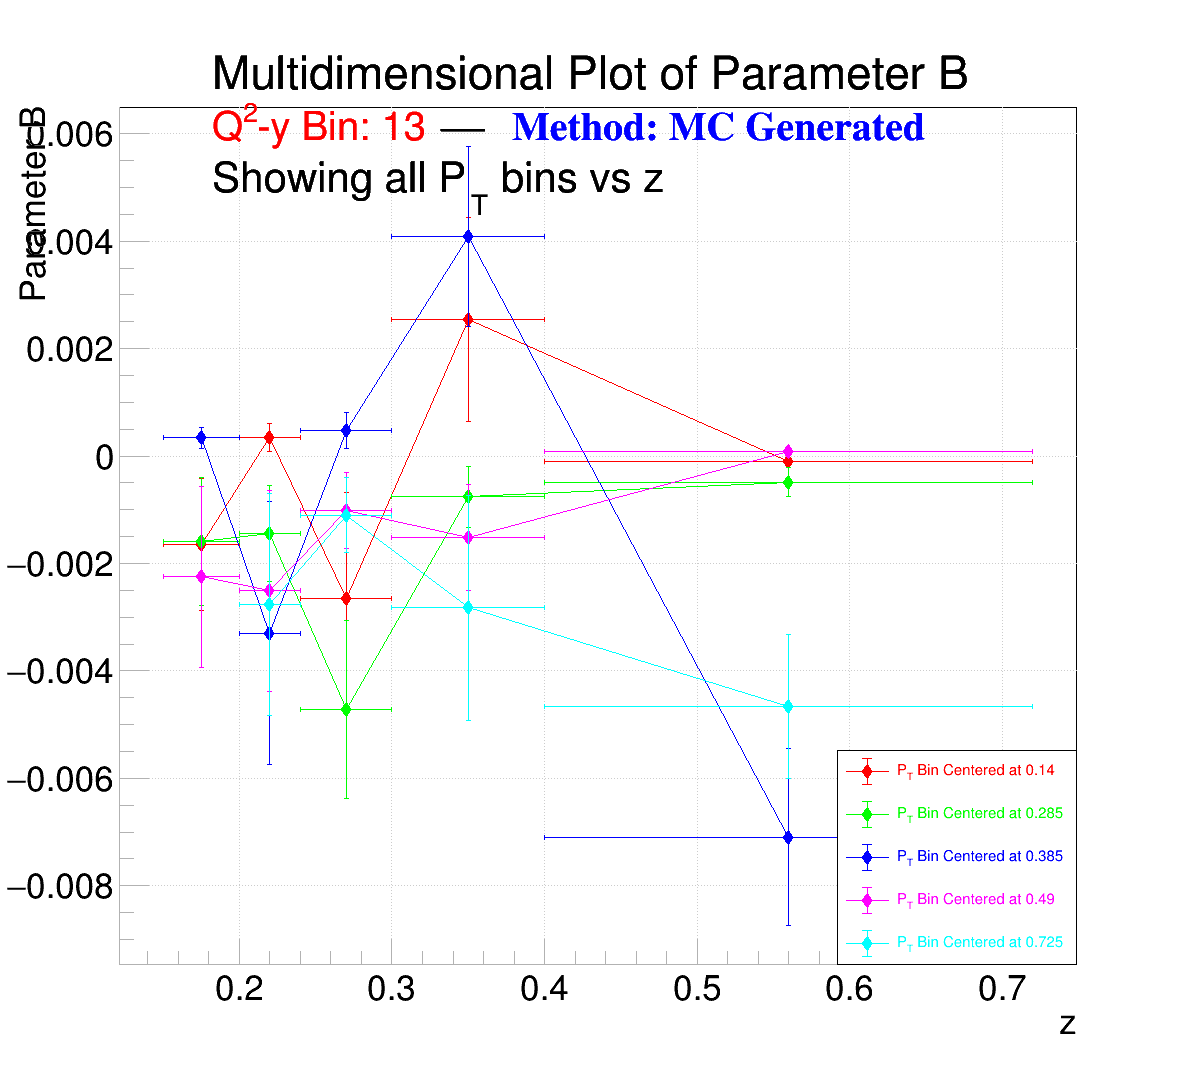 Multidimensional Plot of Parameter B
Q2-y Bin: 13 — Method: MC Generated
Showing all PT bins vs z
Parameter B
0.006
0.004
0.002
0
−0.002
−0.004
−0.006
−0.008
0.2 0.3 0.4 0.5 0.6 0.7
z
PT Bin Centered at 0.14
PT Bin Centered at 0.285
PT Bin Centered at 0.385
PT Bin Centered at 0.49
PT Bin Centered at 0.725